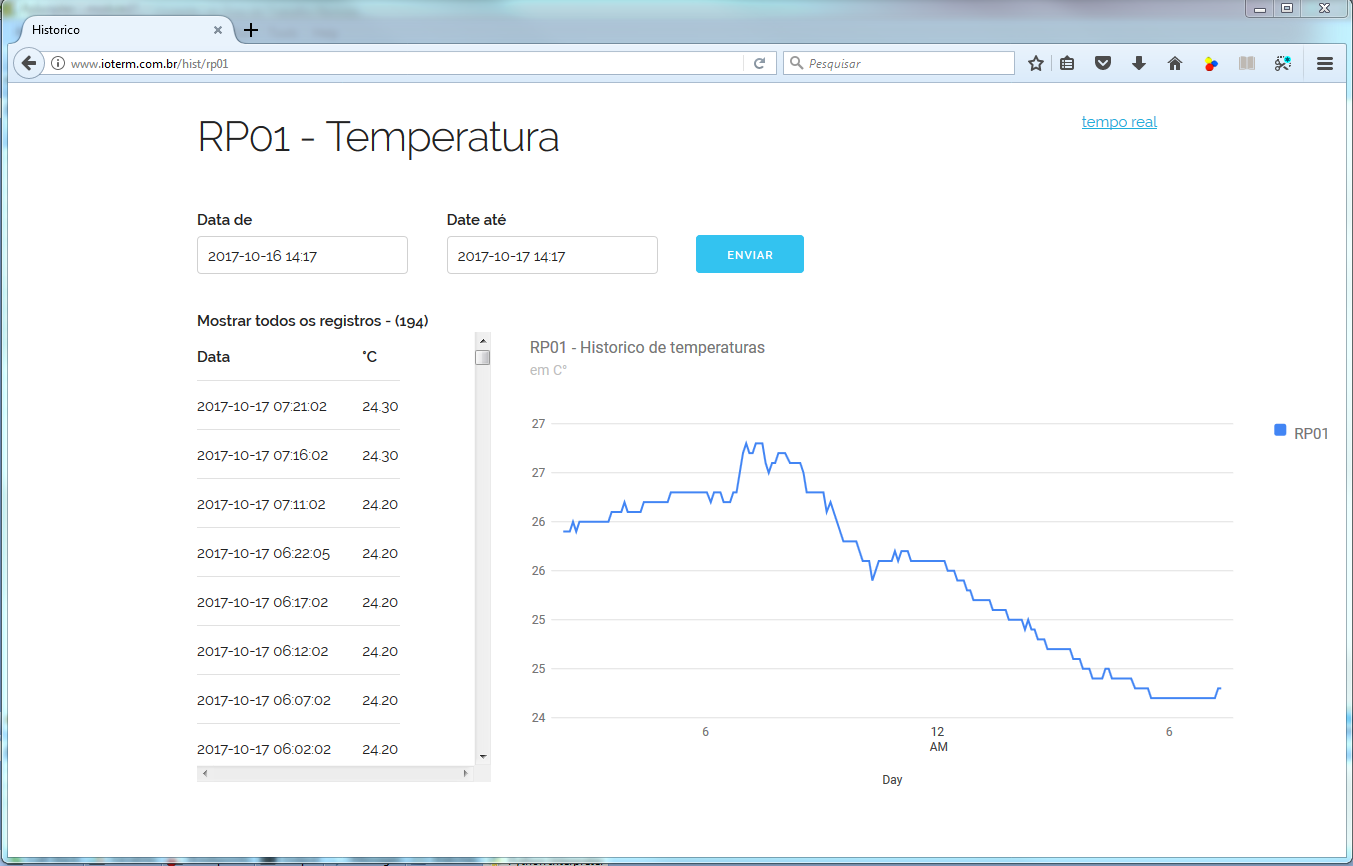 Historico
www.ioterm.com.br/hist/rp01
Pesquisar
RP01 - Temperatura
tempo real
Data de
Date até
2017-10-16 14:17
2017-10-17 14:17
ENVIAR
Mostrar todos os registros - (194)
Data °C
2017-10-17 07:21:02 24.30
2017-10-17 07:16:02 24.30
2017-10-17 07:11:02 24.20
2017-10-17 06:22:05 24.20
2017-10-17 06:17:02 24.20
2017-10-17 06:12:02 24.20
2017-10-17 06:07:02 24.20
2017-10-17 06:02:02 24.20
RP01 - Historico de temperaturas
em C°
27
27
26
26
25
25
24
RP01
6 12 6
AM
Day